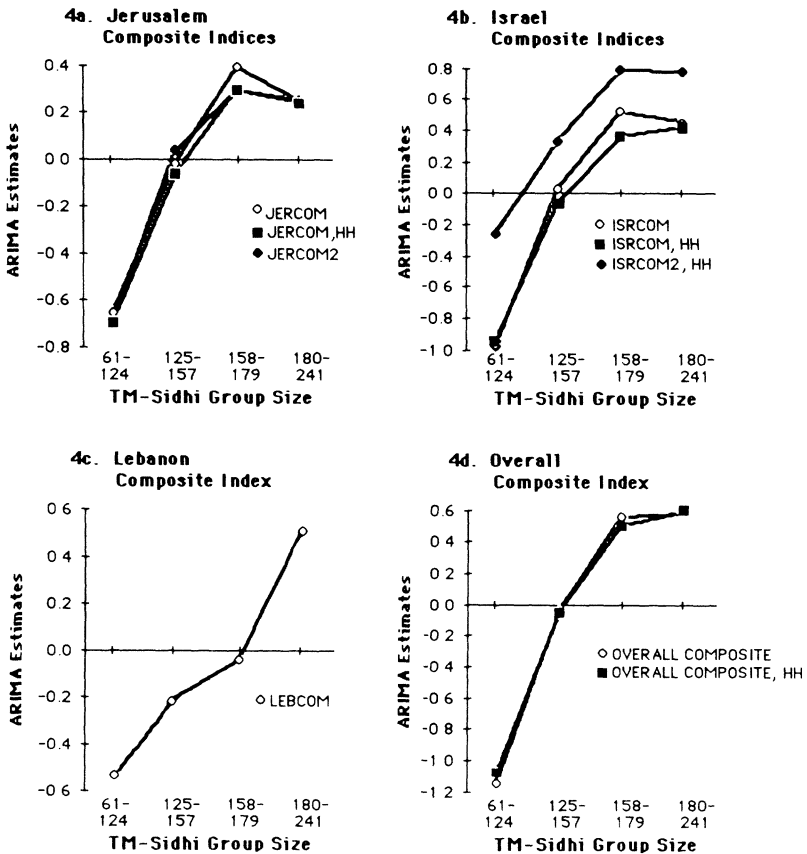 4a. Jerusalem
Composite Indices
0.4
0.2
0.0
-0.2
-0.4
-0.6
-0.8
ARIMA Estimates
JERCOM
JERCOM,HH
JERCOM2
61-124
125-157
158-179
180-241
TM-Sidhi Group Size
4b. Israel
Composite Indices
0.8
0.6
0.4
0.2
0.0
-0.2
-0.4
-0.6
-0.8
-1 0
ARIMA Estimates
ISRCOM
ISRCOM, HH
ISRCOM2, HH
61-124
125-157
158-179
180-241
TM-Sidhi Group Size
4c. Lebanon
Composite Index
0 6
0 4
0.2
0.0
-0.2
-0.4
-0 6
ARIMA Estimates
LEBCOM
61-124
125-157
158-179
180-241
TM-Sidhi Group Size
4d. Overall
Composite Index
0.6
0 4
0 2
0.0
-0 2
-0 4
-0.6
-0.8
-1 0
-1 2
ARIMA Estimates
OVERALL COMPOSITE
OVERALL COMPOSITE, HH
61-124
125-157
158-179
180-241
TM-Sidhi Group Size